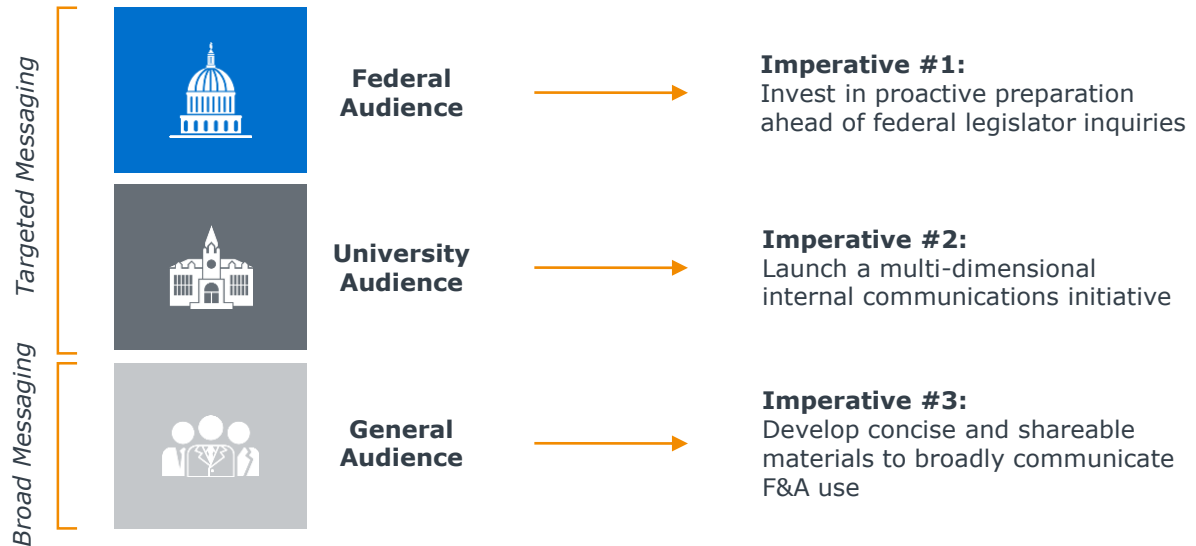 Targeted Messaging
Federal
Audience
Imperative #1:
Invest in proactive preparation
ahead of federal legislator inquiries
University
Audience
Imperative #2:
Launch a multi-dimensional
internal communications initiative
Broad Messaging
General
Audience
Imperative #3:
Develop concise and shareable
materials to broadly communicate
F&A use